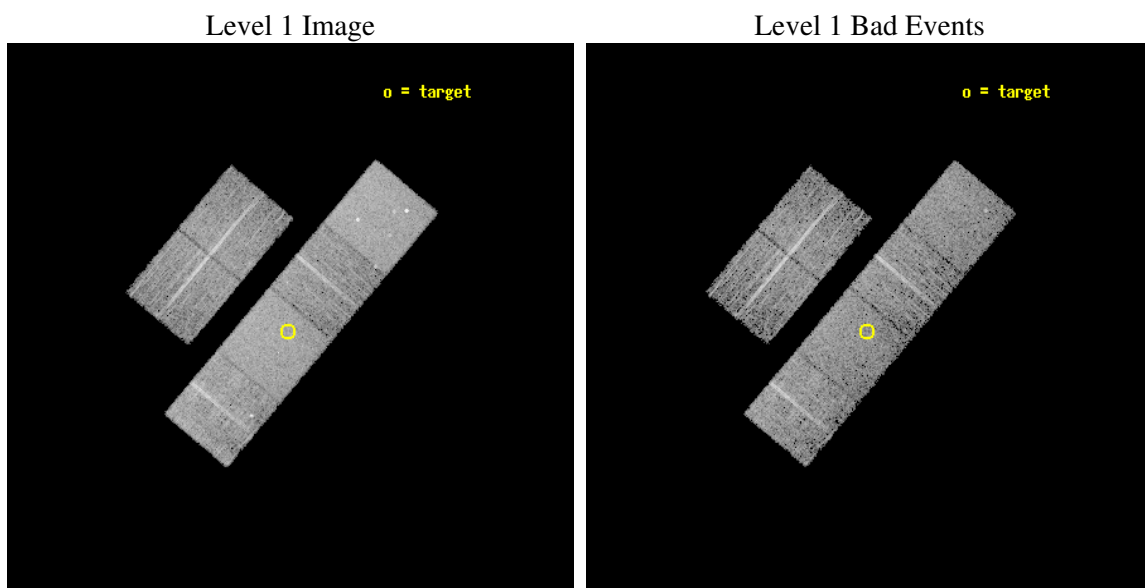 Level 1 Image
Level 1 Bad Events
o = target
o = target